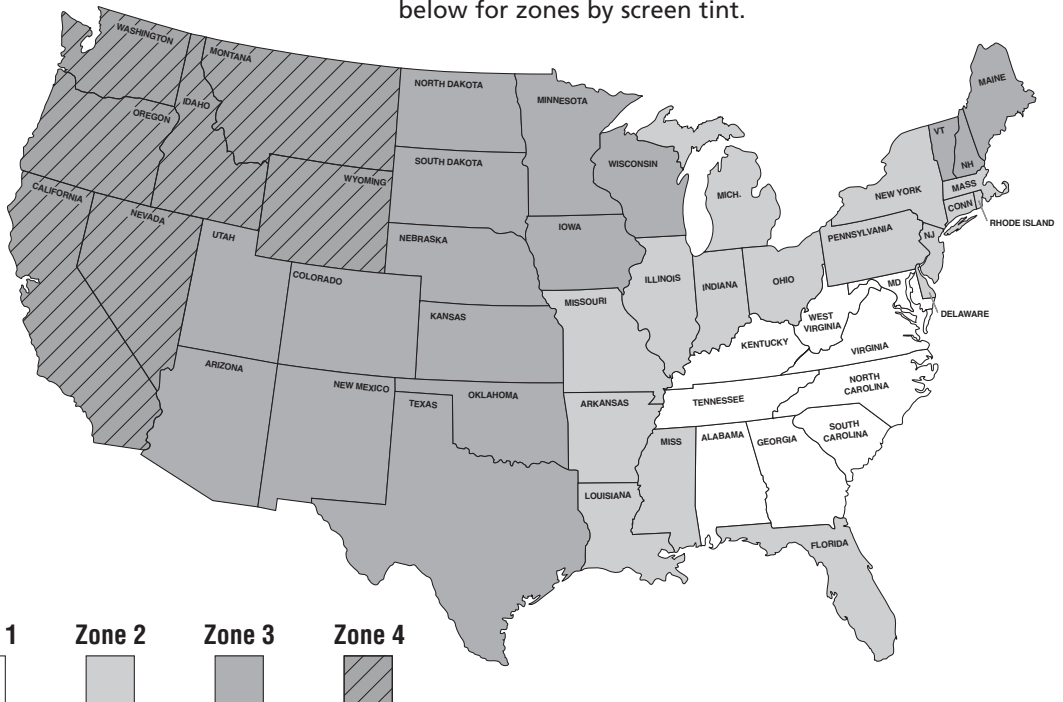 below for zones by screen tint.
WASHINGTON
MONTANA
IDAHO
OREGON
NORTH DAKOTA
MINNESOTA
MAINE
VT
NH
SOUTH DAKOTA
WISCONSIN
WYOMING
CALIFORNIA
NEVADA
MICH.
NEW YORK
MASS
CONN
RHODE ISLAND
UTAH
NEBRASKA
IOWA
PENNSYLVANIA
NJ
COLORADO
ILLINOIS
INDIANA
OHIO
MD
DELAWARE
KANSAS
MISSOURI
WEST
VIRGINIA
KENTUCKY
VIRGINIA
ARIZONA
NEW MEXICO
TEXAS
OKLAHOMA
ARKANSAS
TENNESSEE
NORTH
CAROLINA
MISS
ALABAMA
GEORGIA
SOUTH
CAROLINA
LOUISIANA
FLORIDA
1
Zone 2
Zone 3
Zone 4